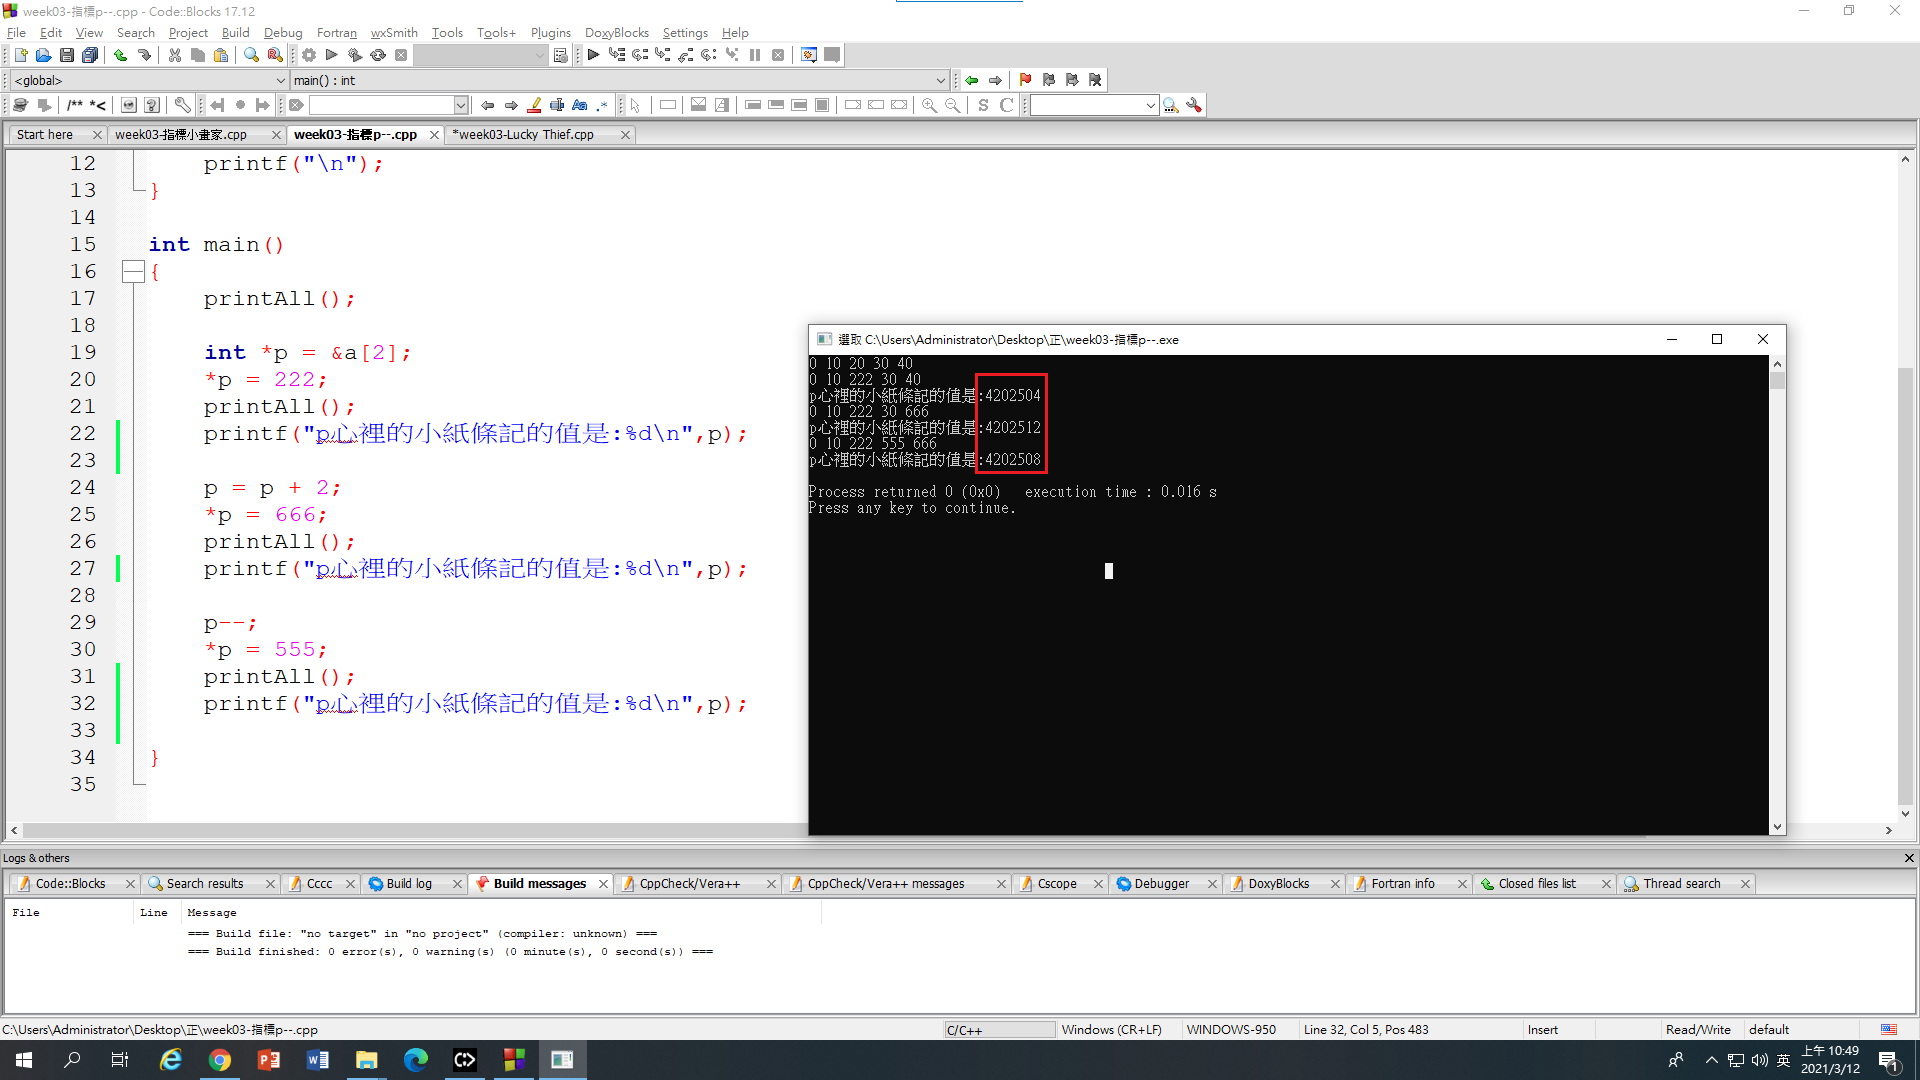 week03-指標p--.cpp - Code::Blocks 17.12
File Edit View Search Project Build Debug Fortran wxSmith Tools Tools+ Plugins DoxyBlocks Settings Help
<global> main() : int
/** *<
S C
Start here week03-指標小畫家.cpp week03-指標p--.cpp *week03-Lucky Thief.cpp
12 printf("\n");
13 }
14
15 int main()
16 {
17 printAll();
18
19 int *p = &a[2];
20 *p = 222;
21 printAll();
22 printf("p心裡的小紙條記的值是:%d\n",p);
23
24 p = p + 2;
25 *p = 666;
26 printAll();
27 printf("p心裡的小紙條記的值是:%d\n",p);
28
29 p--;
30 *p = 555;
31 printAll();
32 printf("p心裡的小紙條記的值是:%d\n",p);
33
34 }
35
選取 C:\Users\Administrator\Desktop\正\week03-指標p--.exe
0 10 20 30 40
0 10 222 30 40
p心裡的小紙條記的值是:4202504
0 10 222 30 666
p心裡的小紙條記的值是:4202512
0 10 222 555 666
p心裡的小紙條記的值是:4202508
Process returned 0 (0x0) execution time : 0.016 s
Press any key to continue.
Logs & others
Code::Blocks Search results Cccc Build log Build messages CppCheck/Vera++ CppCheck/Vera++ messages Cscope Debugger DoxyBlocks Fortran info Closed files list Thread search
File Line Message
=== Build file: "no target" in "no project" (compiler: unknown) ===
=== Build finished: 0 error(s), 0 warning(s) (0 minute(s), 0 second(s)) ===
C:\Users\Administrator\Desktop\正\week03-指標p--.cpp C/C++ Windows (CR+LF) WINDOWS-950 Line 32, Col 5, Pos 483 Insert Read/Write default
英 上午 10:49
2021/3/12
1